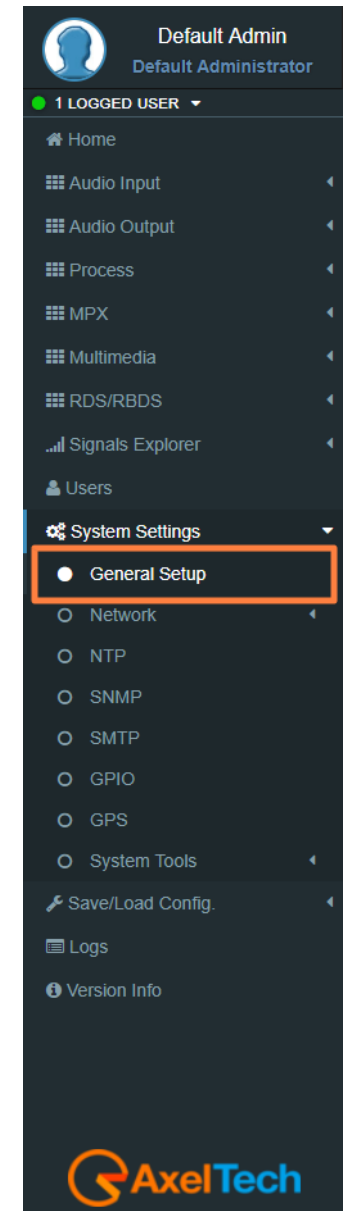 Default Admin
Default Administrator
1 LOGGED USER
Home
Audio Input
Audio Output
Process
MPX
Multimedia
RDS/RBDS
Signals Explorer
Users
System Settings
General Setup
Network
NTP
SNMP
SMTP
GPIO
GPS
System Tools
Save/Load Config.
Logs
Version Info
AxelTech